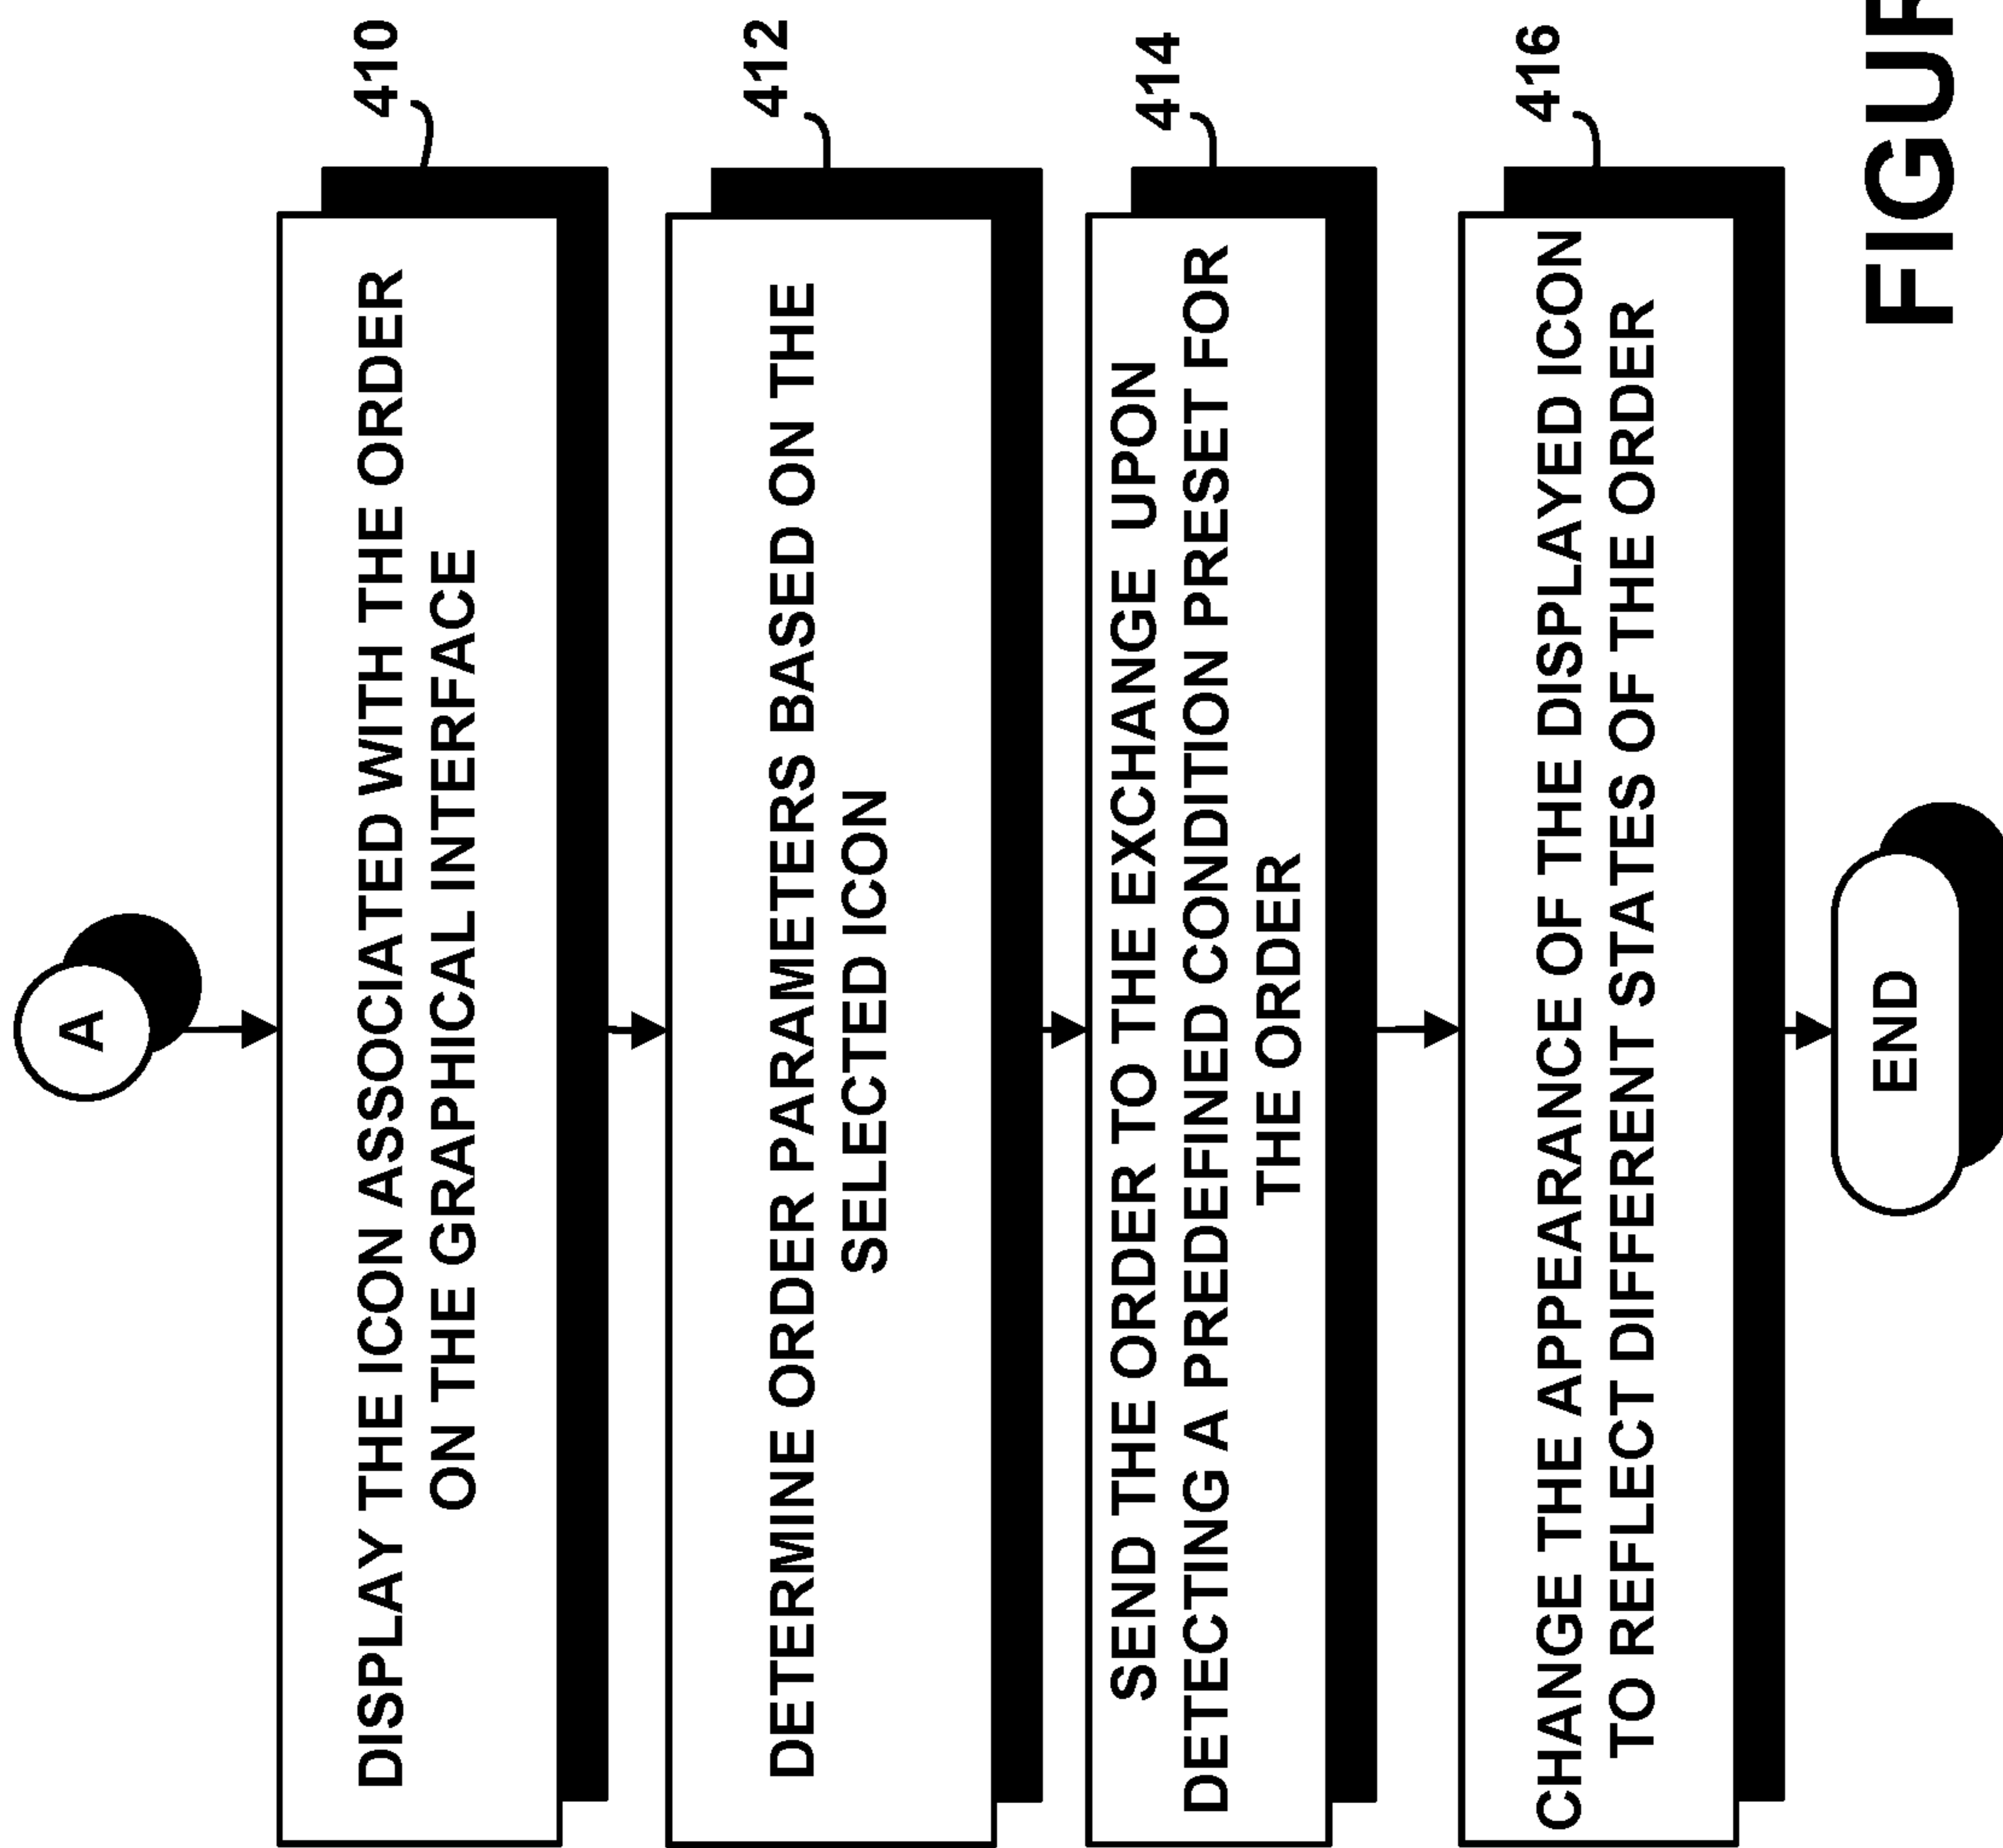 A
410
DISPLAY THE ICON ASSOCIATED WITH THE ORDER
ON THE GRAPHICAL INTERFACE
412
DETERMINE ORDER PARAMETERS BASED ON THE
SELECTED ICON
414
SEND THE ORDER TO THE EXCHANGE UPON
DETECTING A PREDEFINED CONDITION PRESET FOR
THE ORDER
416
CHANGE THE APPEARANCE OF THE DISPLAYED ICON
TO REFLECT DIFFERENT STATES OF THE ORDER
END